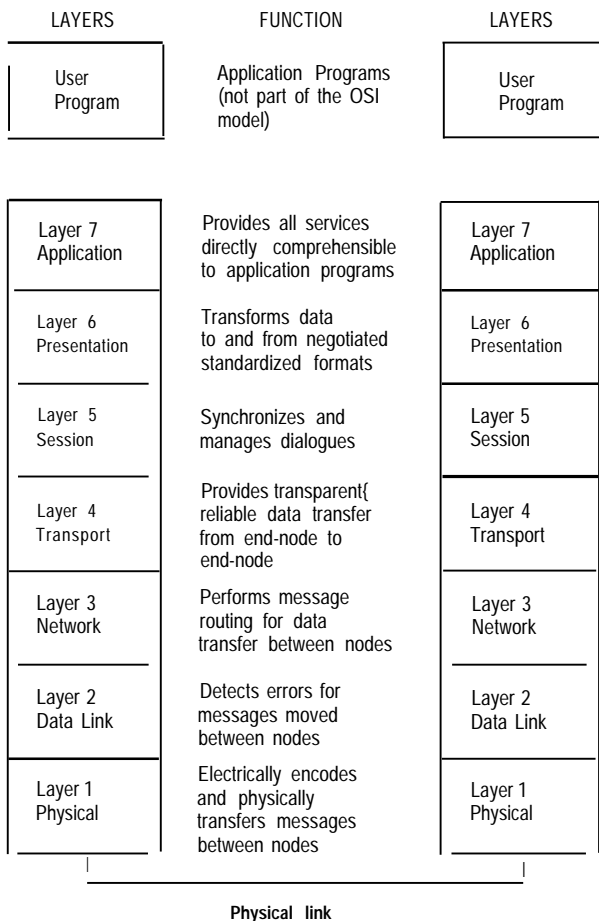 LAYERS FUNCTION LAYERS
User
Program
Application Programs
(not part of the OSI
model)
User
Program
Layer 7
Application
Provides all services
directly comprehensible
to application programs
Layer 7
Application
Layer 6
Presentation
Transforms data
to and from negotiated
standardized formats
Layer 6
Presentation
Layer 5
Session
Synchronizes and
manages dialogues
Layer 5
Session
Layer 4
Transport
Provides transparent{
reliable data transfer
from end-node to
end-node
Layer 4
Transport
Layer 3
Network
Performs message
routing for data
transfer between nodes
Layer 3
Network
Layer 2
Data Link
Detects errors for
messages moved
between nodes
Layer 2
Data Link
Layer 1
Physical
Electrically encodes
and physically
transfers messages
between nodes
Layer 1
Physical
Physical link